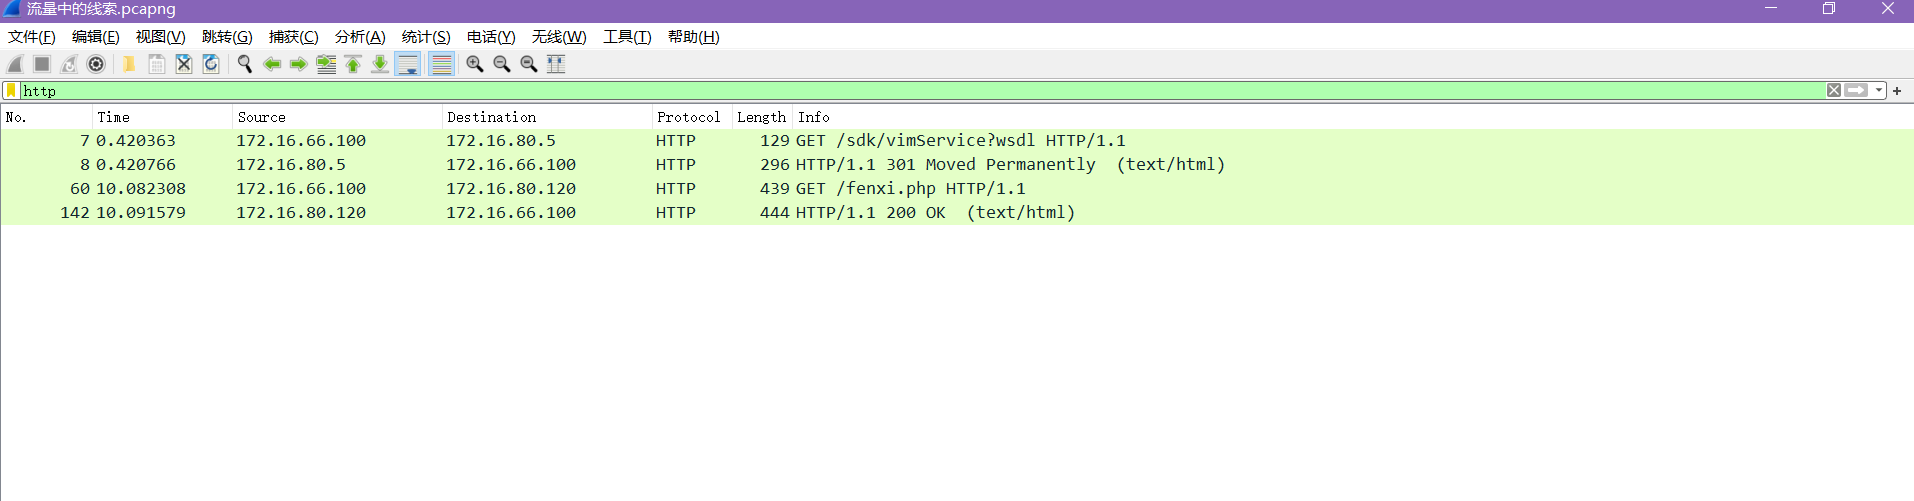 流量中的线索.pcapng
文件(F) 编辑(E) 视图(V) 跳转(G) 捕获(C) 分析(A) 统计(S) 电话(Y) 无线(W) 工具(T) 帮助(H)
http
No. Time Source Destination Protocol Length Info
7 0.420363 172.16.66.100 172.16.80.5 HTTP 129 GET /sdk/vimService?wsdl HTTP/1.1
8 0.420766 172.16.80.5 172.16.66.100 HTTP 296 HTTP/1.1 301 Moved Permanently (text/html)
60 10.082308 172.16.66.100 172.16.80.120 HTTP 439 GET /fenxi.php HTTP/1.1
142 10.091579 172.16.80.120 172.16.66.100 HTTP 444 HTTP/1.1 200 OK (text/html)